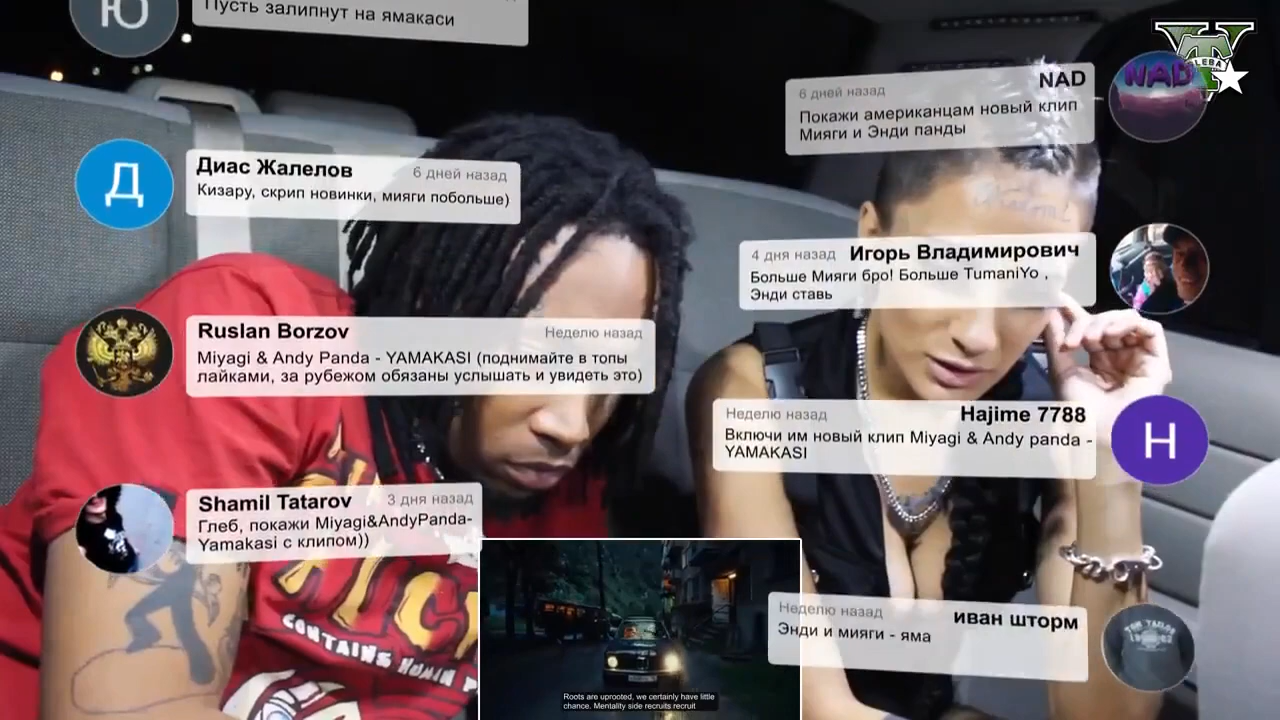 Ю
Пусть залипнут на ямакаси
Д
Диас Жалелов
6 дней назад
Кизару, скрип новинки, мияги побольше)
Ruslan Borzov
Неделю назад
Miyagi & Andy Panda - YAMAKASI (поднимайте в топы
лайками, за рубежом обязаны услышать и увидеть это)
Shamil Tatarov
3 дня назад
Глеб, покажи Miyagi&AndyPanda-
Yamakasi с клипом))
LEBA
NAD
6 дней назад
NAD
Покажи американцам новый клип
Мияги и Энди панды
4 дня назад
Игорь Владимирович
Больше Мияги бро! Больше TumaniYo ,
Энди ставь
Неделю назад
Hajime 7788
H
Включи им новый клип Miyagi & Andy panda -
YAMAKASI
Неделю назад
иван шторм
Энди и мияги - яма
TOM TAILOR
CONTAINS HUMAN
Roots are uprooted, we certainly have little
chance. Mentality side recruits recruit